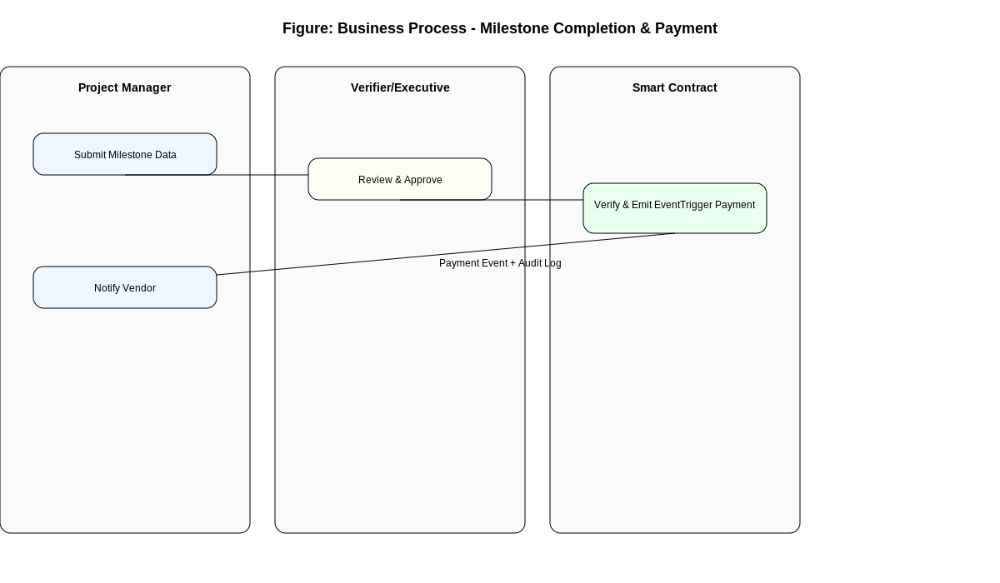 Figure: Business Process - Milestone Completion & Payment
Project Manager
Verifier/Executive
Smart Contract
Submit Milestone Data
Review & Approve
Verify & Emit EventTrigger Payment
Payment Event + Audit Log
Notify Vendor